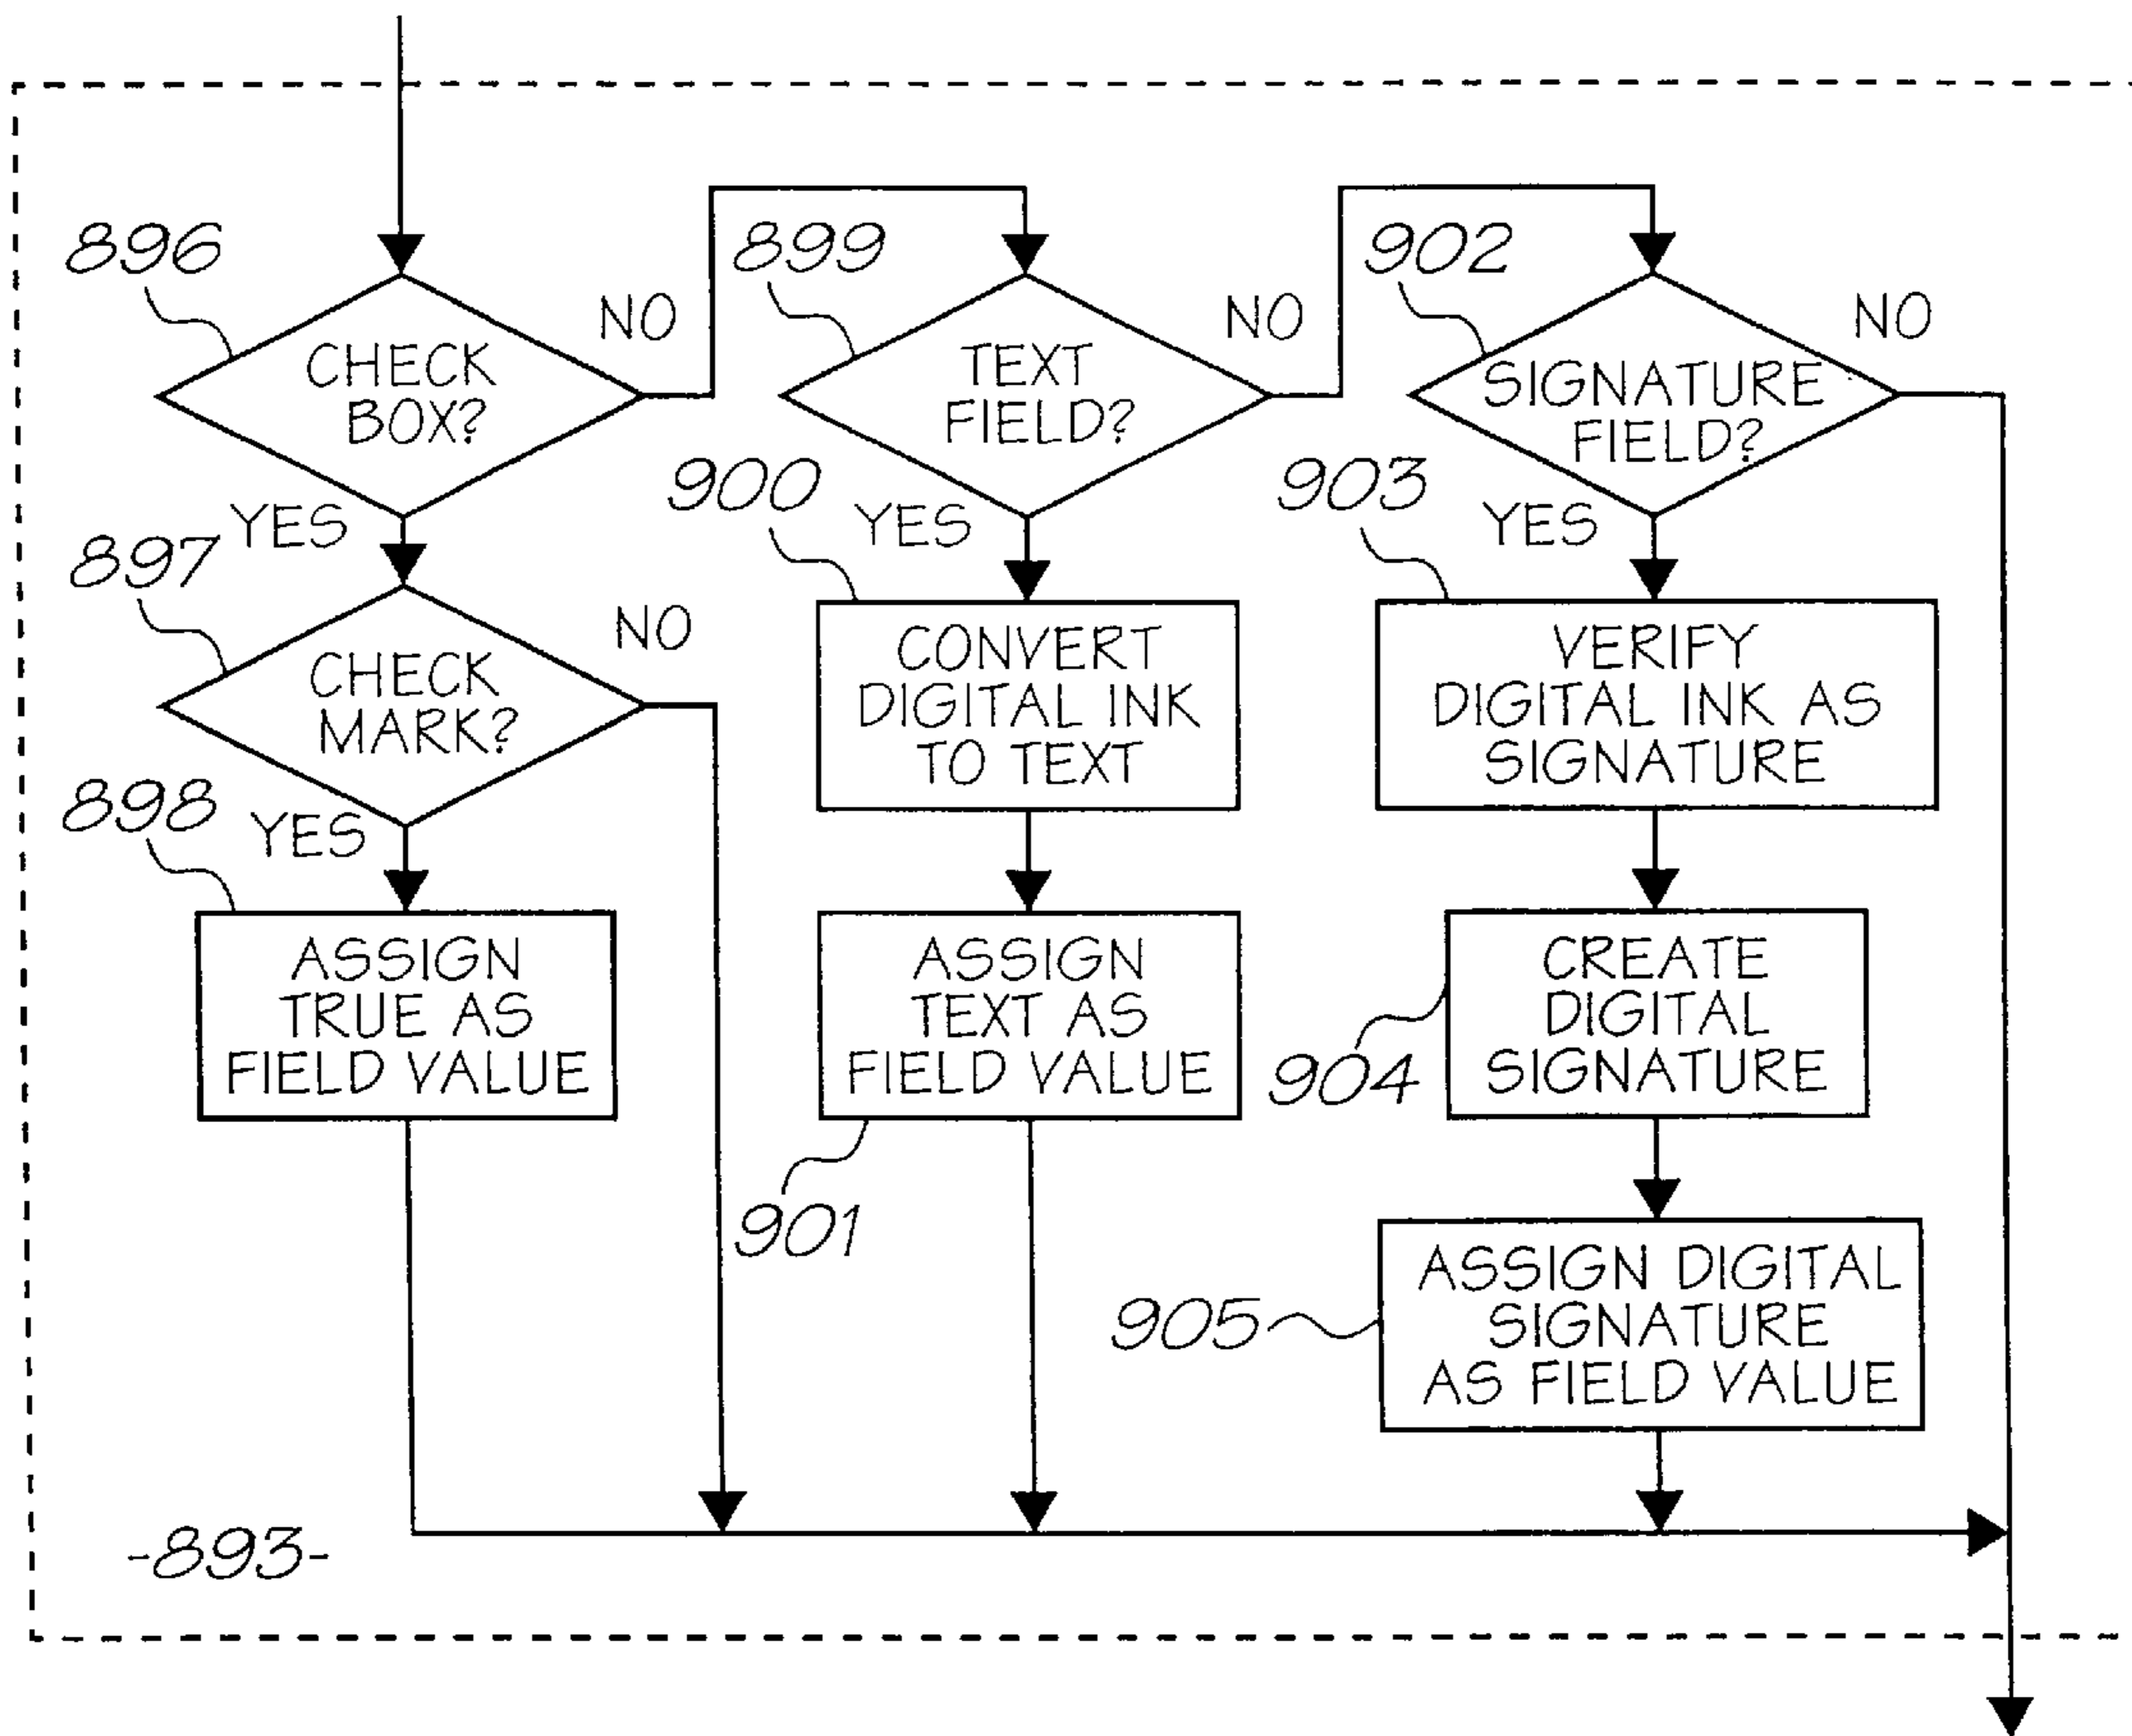 896
CHECK
BOX?
NO
YES
897
CHECK
MARK?
NO
YES
898
ASSIGN
TRUE AS
FIELD VALUE
899
TEXT
FIELD?
NO
YES
900
CONVERT
DIGITAL INK
TO TEXT
ASSIGN
TEXT AS
FIELD VALUE
901
902
SIGNATURE
FIELD?
NO
YES
903
VERIFY
DIGITAL INK AS
SIGNATURE
CREATE
DIGITAL
SIGNATURE
904
ASSIGN DIGITAL
SIGNATURE
AS FIELD VALUE
905
-893-